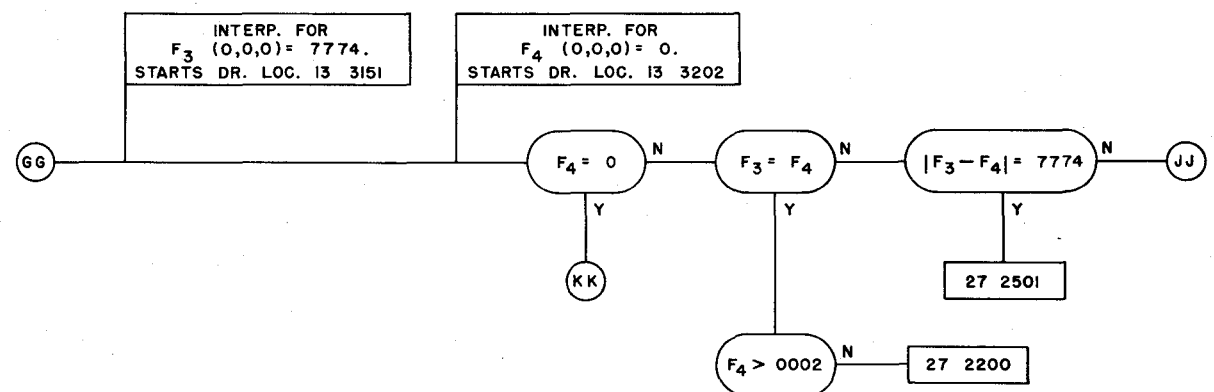 INTERP. FOR
F3 (0,0,0)= 7774.
STARTS DR. LOC. 13 3151
INTERP. FOR
F4 (0,0,0)= 0.
STARTS DR. LOC. 13 3202
GG
F4 = 0
N
F3 = F4
N
|F3 – F4| = 7774
N
JJ
Y
Y
Y
KK
27 2501
F4 > 0002
N
27 2200